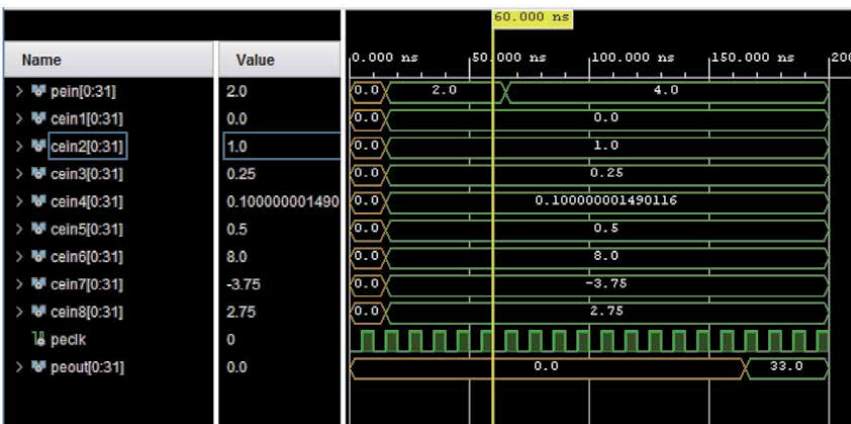 60.000 ns
Name Value 0.000 ns 50.000 ns 100.000 ns 150.000 ns 200
pein[0:31] 2.0 0.0 2.0 4.0
cein1[0:31] 0.0 0.0 0.0
cein2[0:31] 1.0 0.0 1.0
cein3[0:31] 0.25 0.0 0.25
cein4[0:31] 0.100000001490 0.0 0.100000001490116
cein5[0:31] 0.5 0.0 0.5
cein6[0:31] 8.0 0.0 8.0
cein7[0:31] -3.75 0.0 -3.75
cein8[0:31] 2.75 0.0 2.75
peclk 0
peout[0:31] 0.0 0.0 33.0